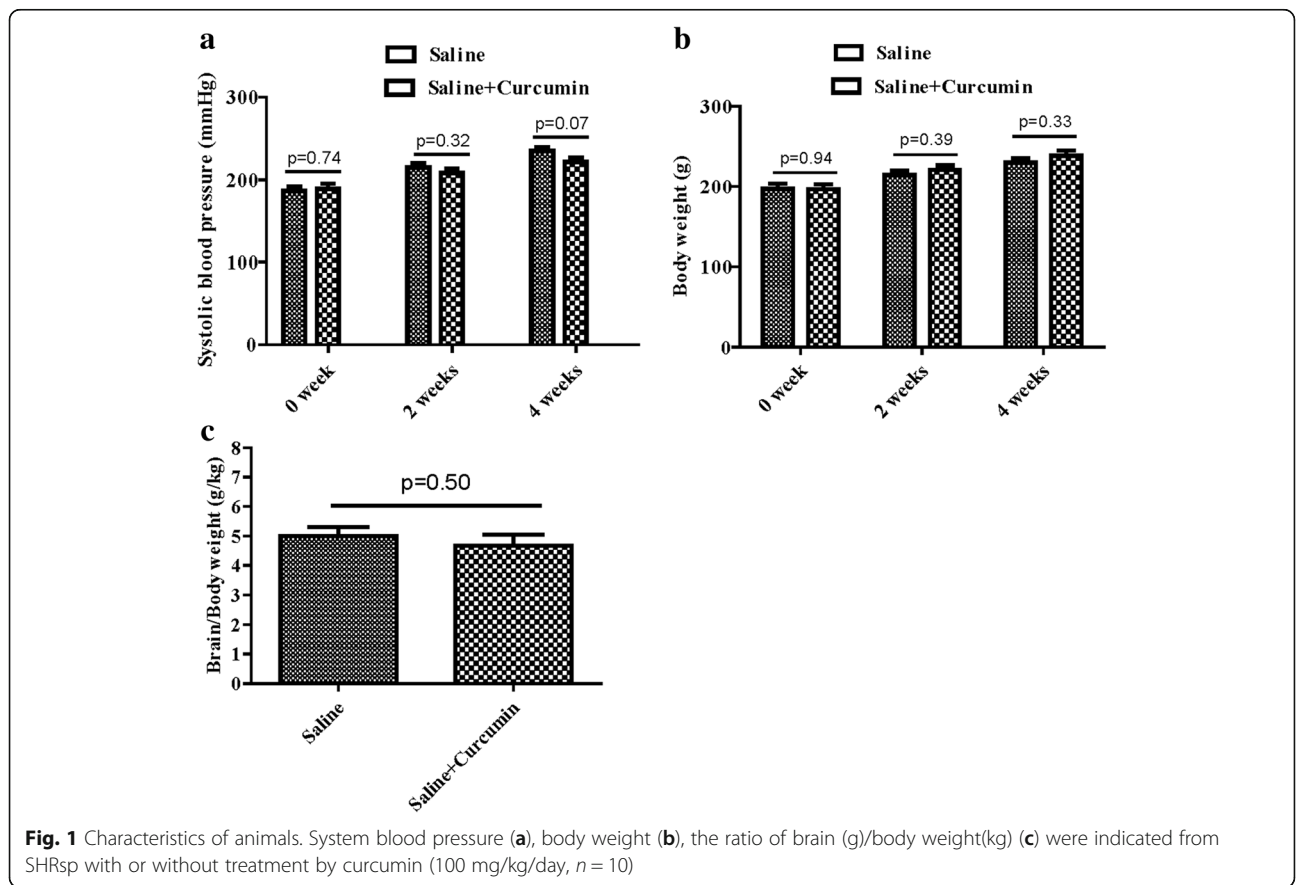 a
Saline
Saline+Curcumin
Systolic blood pressure (mmHg)
300
200
100
0
p=0.74
p=0.32
p=0.07
0 week
2 weeks
4 weeks
b
Saline
Saline+Curcumin
Body weight (g)
300
200
100
0
p=0.94
p=0.39
p=0.33
0 week
2 weeks
4 weeks
c
Brain/Body weight (g/kg)
8
7
6
5
4
3
2
1
0
p=0.50
Saline
Saline+Curcumin
Fig. 1 Characteristics of animals. System blood pressure (a), body weight (b), the ratio of brain (g)/body weight(kg) (c) were indicated from
SHRsp with or without treatment by curcumin (100 mg/kg/day, n = 10)